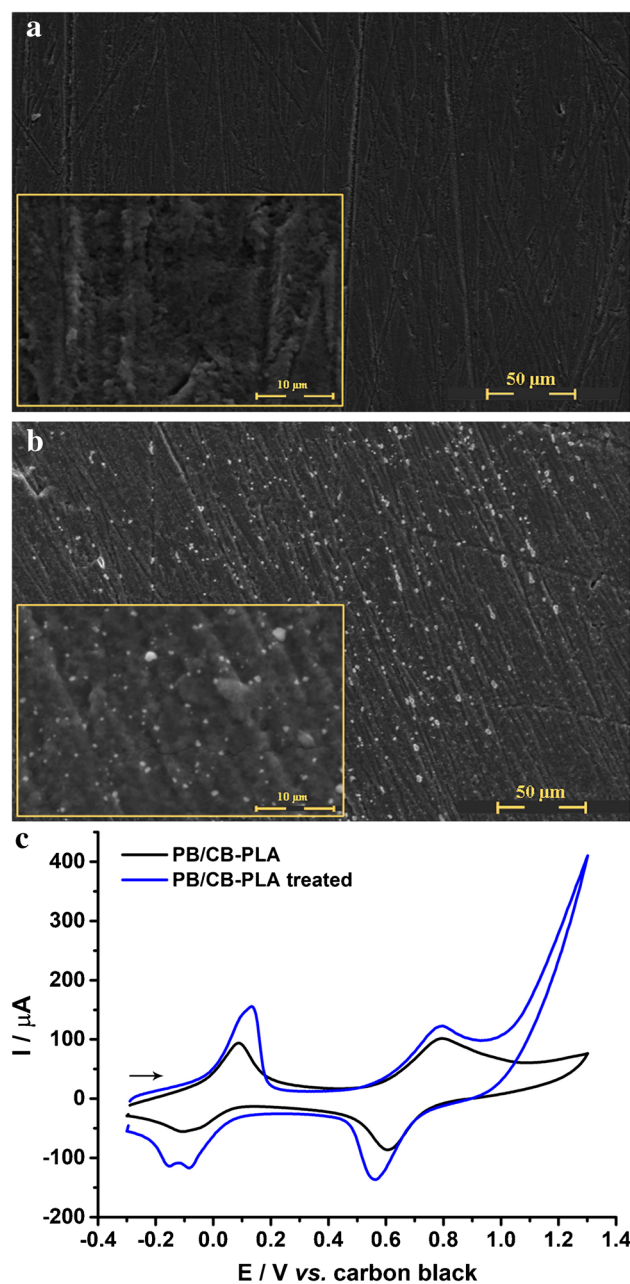 a
10 μm
50 μm
b
10 μm
50 μm
c
PB/CB-PLA
PB/CB-PLA treated
400
300
200
100
0
-100
-200
I / μA
-0.4 -0.2 0.0 0.2 0.4 0.6 0.8 1.0 1.2 1.4
E / V vs. carbon black